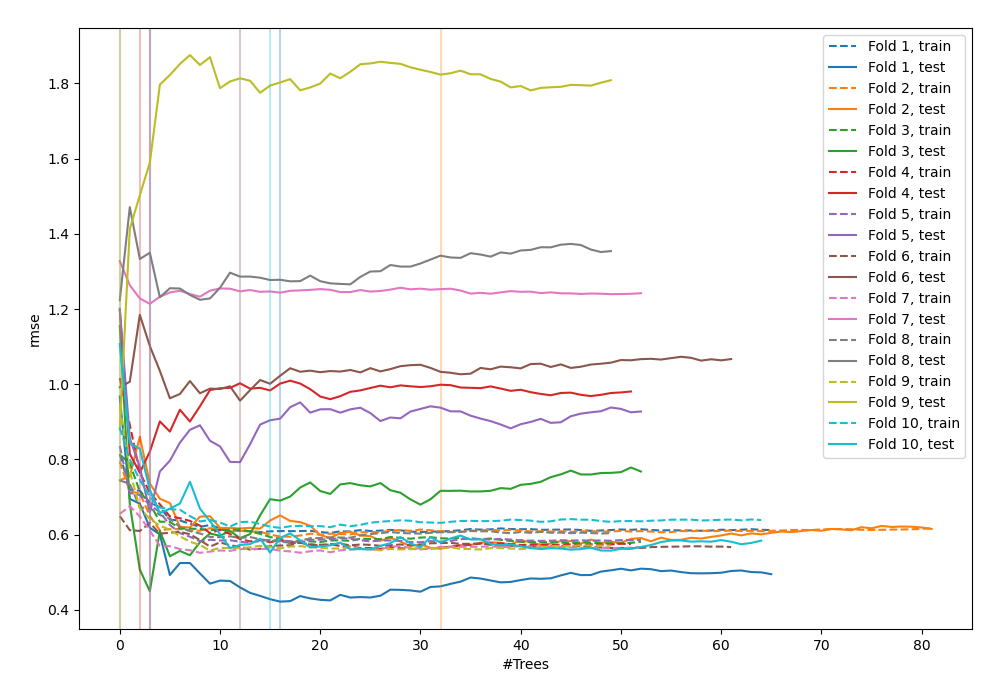 1.8
1.6
1.4
1.2
1.0
0.8
0.6
0.4
rmse
0 10 20 30 40 50 60 70 80
#Trees
Fold 1, train
Fold 1, test
Fold 2, train
Fold 2, test
Fold 3, train
Fold 3, test
Fold 4, train
Fold 4, test
Fold 5, train
Fold 5, test
Fold 6, train
Fold 6, test
Fold 7, train
Fold 7, test
Fold 8, train
Fold 8, test
Fold 9, train
Fold 9, test
Fold 10, train
Fold 10, test